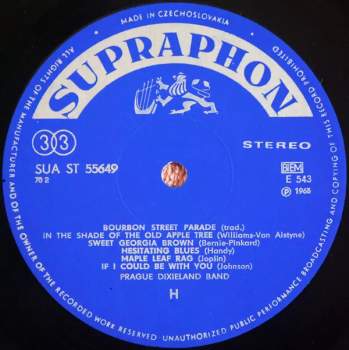 MADE IN CZECHOSLOVAKIA
ALL RIGHTS OF THE MANUFACTURER AND OF THE OWNER OF THE RECORDED WORK RESERVED · UNAUTHORIZED PUBLIC PERFORMANCE BROADCASTING AND COPYING OF THIS RECORD PROHIBITED
SUPRAPHON
33
STEREO
SUA ST 55649
70 2
BIEM
E 543
℗ 1965
BOURBON STREET PARADE (trad.)
IN THE SHADE OF THE OLD APPLE TREE (Williams-Van Alstyne)
SWEET GEORGIA BROWN (Bernie-Pinkard)
HESITATING BLUES (Handy)
MAPLE LEAF RAG (Joplin)
IF I COULD BE WITH YOU (Johnson)
PRAGUE DIXIELAND BAND
H